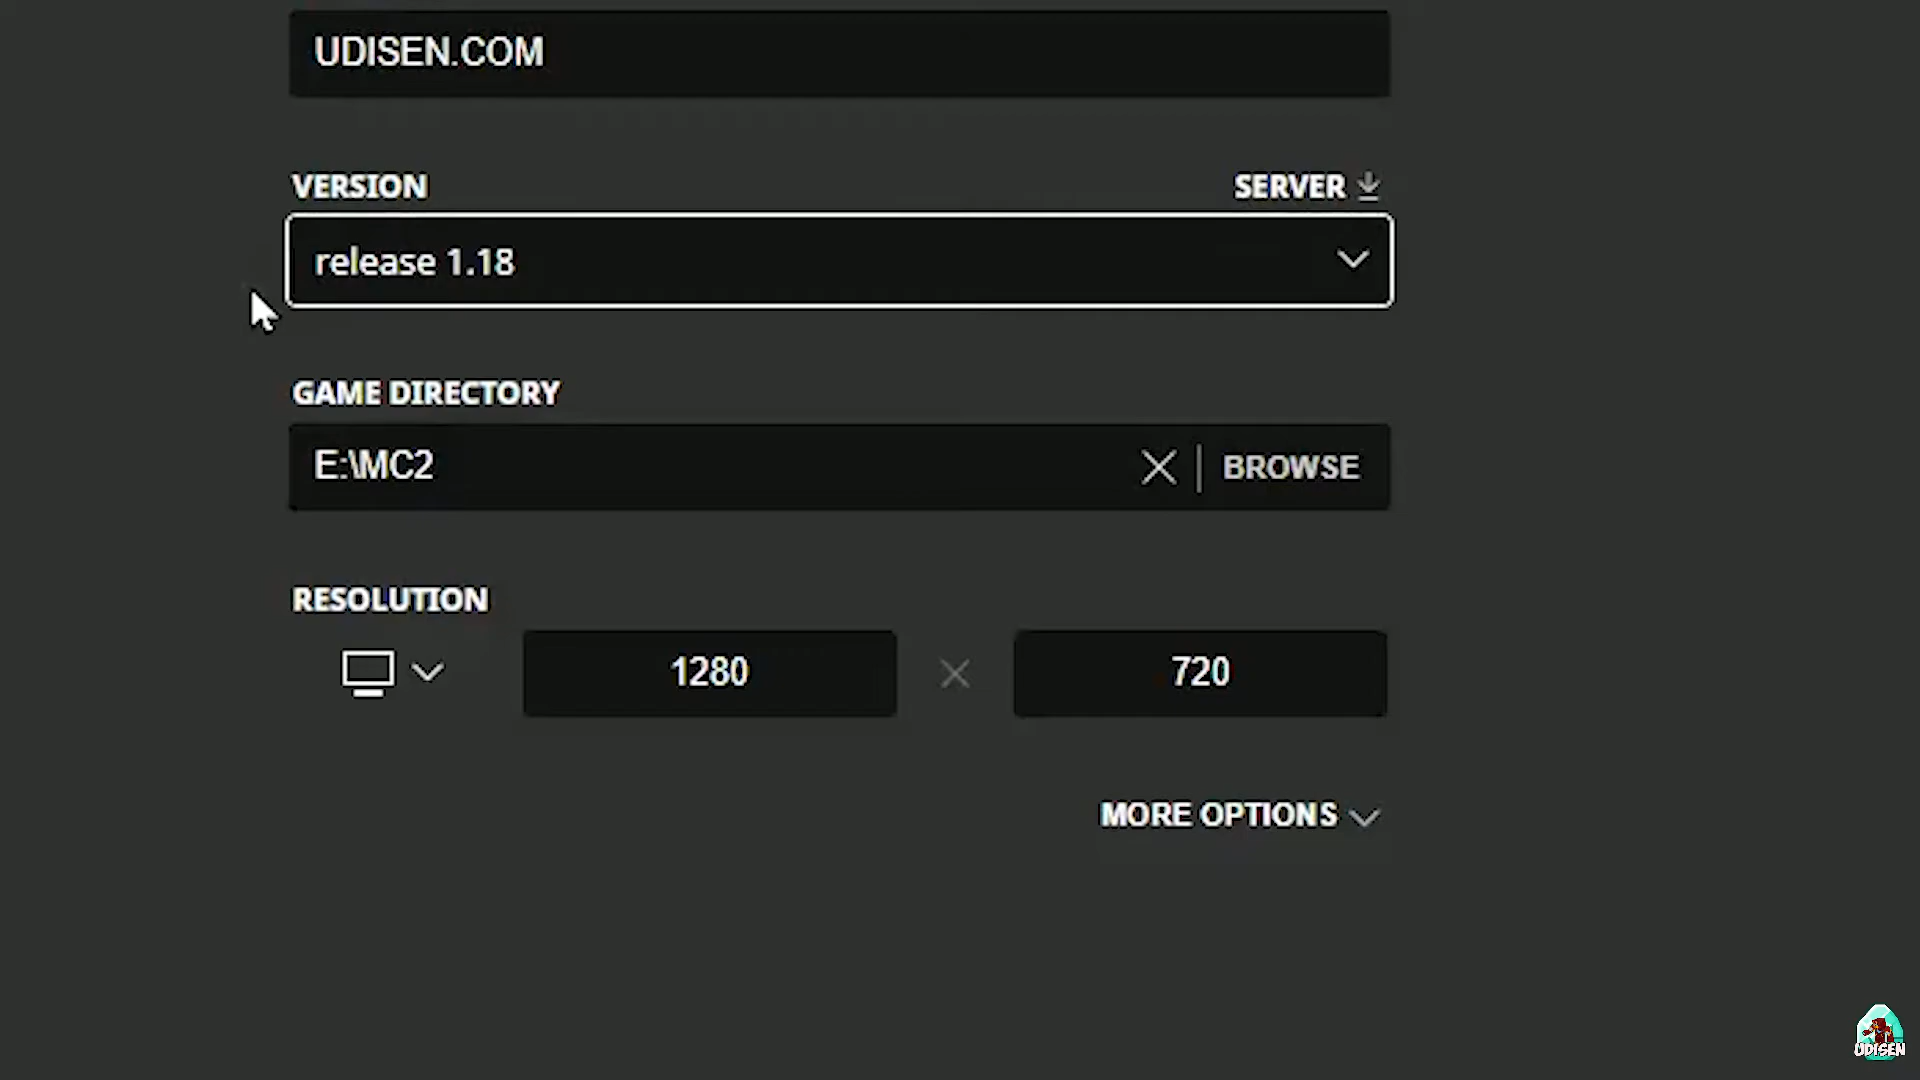 UDISEN.COM
VERSION
SERVER
release 1.18
GAME DIRECTORY
E:\MC2
BROWSE
RESOLUTION
1280
720
MORE OPTIONS
UDISEN